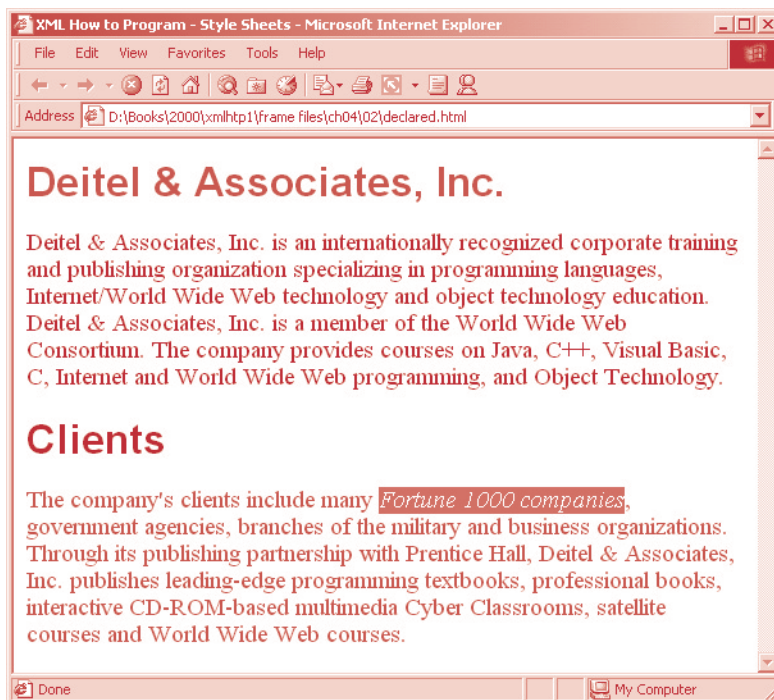 XML How to Program - Style Sheets - Microsoft Internet Explorer
File Edit View Favorites Tools Help
Address D:\Books\2000\xmlhtp1\frame files\ch04\02\declared.html
Deitel & Associates, Inc.
Deitel & Associates, Inc. is an internationally recognized corporate training
and publishing organization specializing in programming languages,
Internet/World Wide Web technology and object technology education.
Deitel & Associates, Inc. is a member of the World Wide Web
Consortium. The company provides courses on Java, C++, Visual Basic,
C, Internet and World Wide Web programming, and Object Technology.
Clients
The company's clients include many Fortune 1000 companies,
government agencies, branches of the military and business organizations.
Through its publishing partnership with Prentice Hall, Deitel & Associates,
Inc. publishes leading-edge programming textbooks, professional books,
interactive CD-ROM-based multimedia Cyber Classrooms, satellite
courses and World Wide Web courses.
Done My Computer